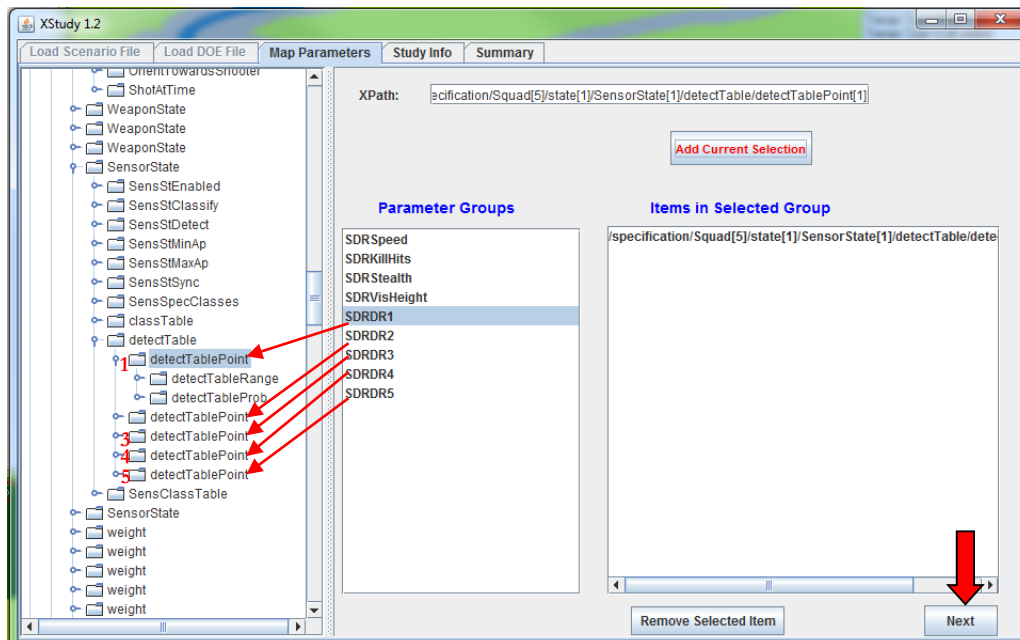 XStudy 1.2
Load Scenario File Load DOE File Map Parameters Study Info Summary
OrientTowardsShooter
ShotAtTime
WeaponState
WeaponState
WeaponState
SensorState
SensStEnabled
SensStClassify
SensStDetect
SensStMinAp
SensStMaxAp
SensStSync
SensSpecClasses
classTable
detectTable
1 detectTablePoint
detectTableRange
detectTableProb
detectTablePoint
3 detectTablePoint
4 detectTablePoint
5 detectTablePoint
SensClassTable
SensorState
weight
weight
weight
weight
weight
XPath: ecification/Squad[5]/state[1]/SensorState[1]/detectTable/detectTablePoint[1]
Add Current Selection
Parameter Groups
SDRSpeed
SDRKillHits
SDRStealth
SDRVisHeight
SDRDR1
SDRDR2
SDRDR3
SDRDR4
SDRDR5
Items in Selected Group
/specification/Squad[5]/state[1]/SensorState[1]/detectTable/dete
Remove Selected Item
Next